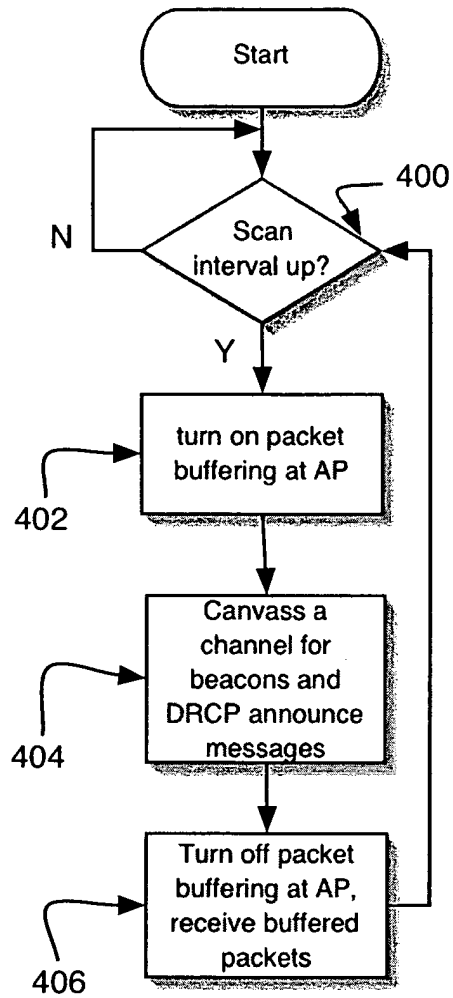 Start
400
N
Scan
interval up?
Y
turn on packet
buffering at AP
402
Canvass a
channel for
beacons and
DRCP announce
messages
404
Turn off packet
buffering at AP,
receive buffered
packets
406